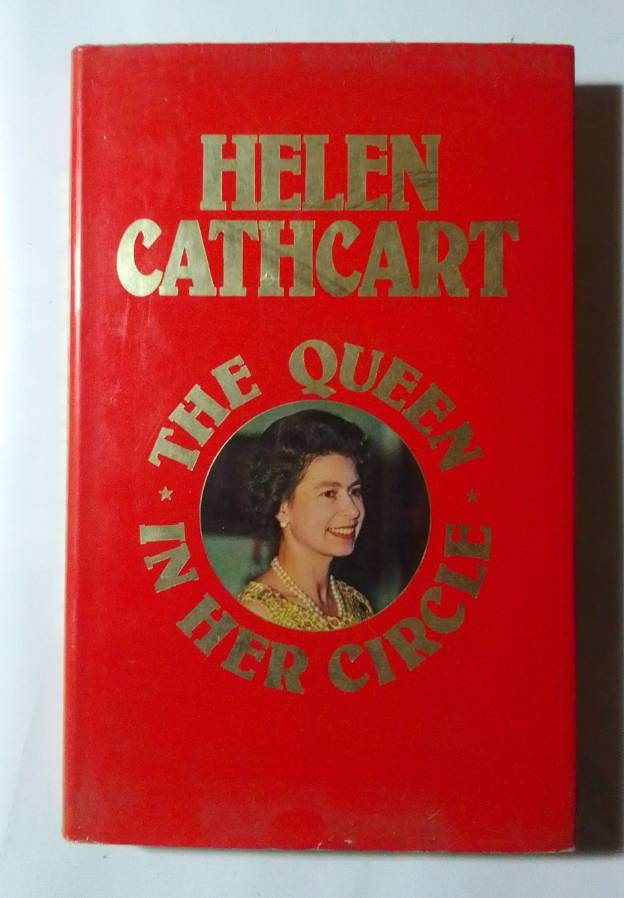 HELEN
CATHCART
THE QUEEN
IN HER CIRCLE